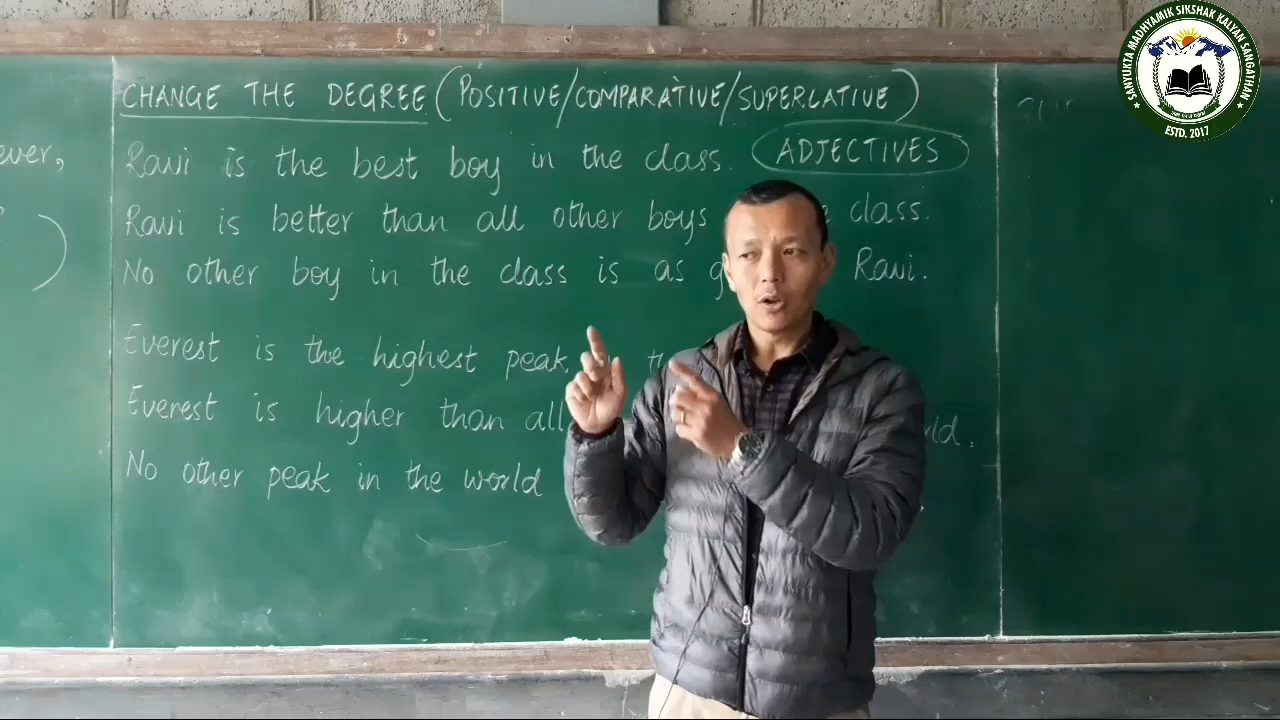 CHANGE THE DEGREE (POSITIVE/COMPARATIVE/SUPERLATIVE)
Ravi is the best boy in the class. ADJECTIVES
Ravi is better than all other boys class.
No other boy in the class is as Ravi.
Everest is the highest peak
Everest is higher than all
No other peak in the world
ever,
SANYUKTA MADHYAMIK SIKSHAK KALYAN SANGATHAN
ESTD. 2017